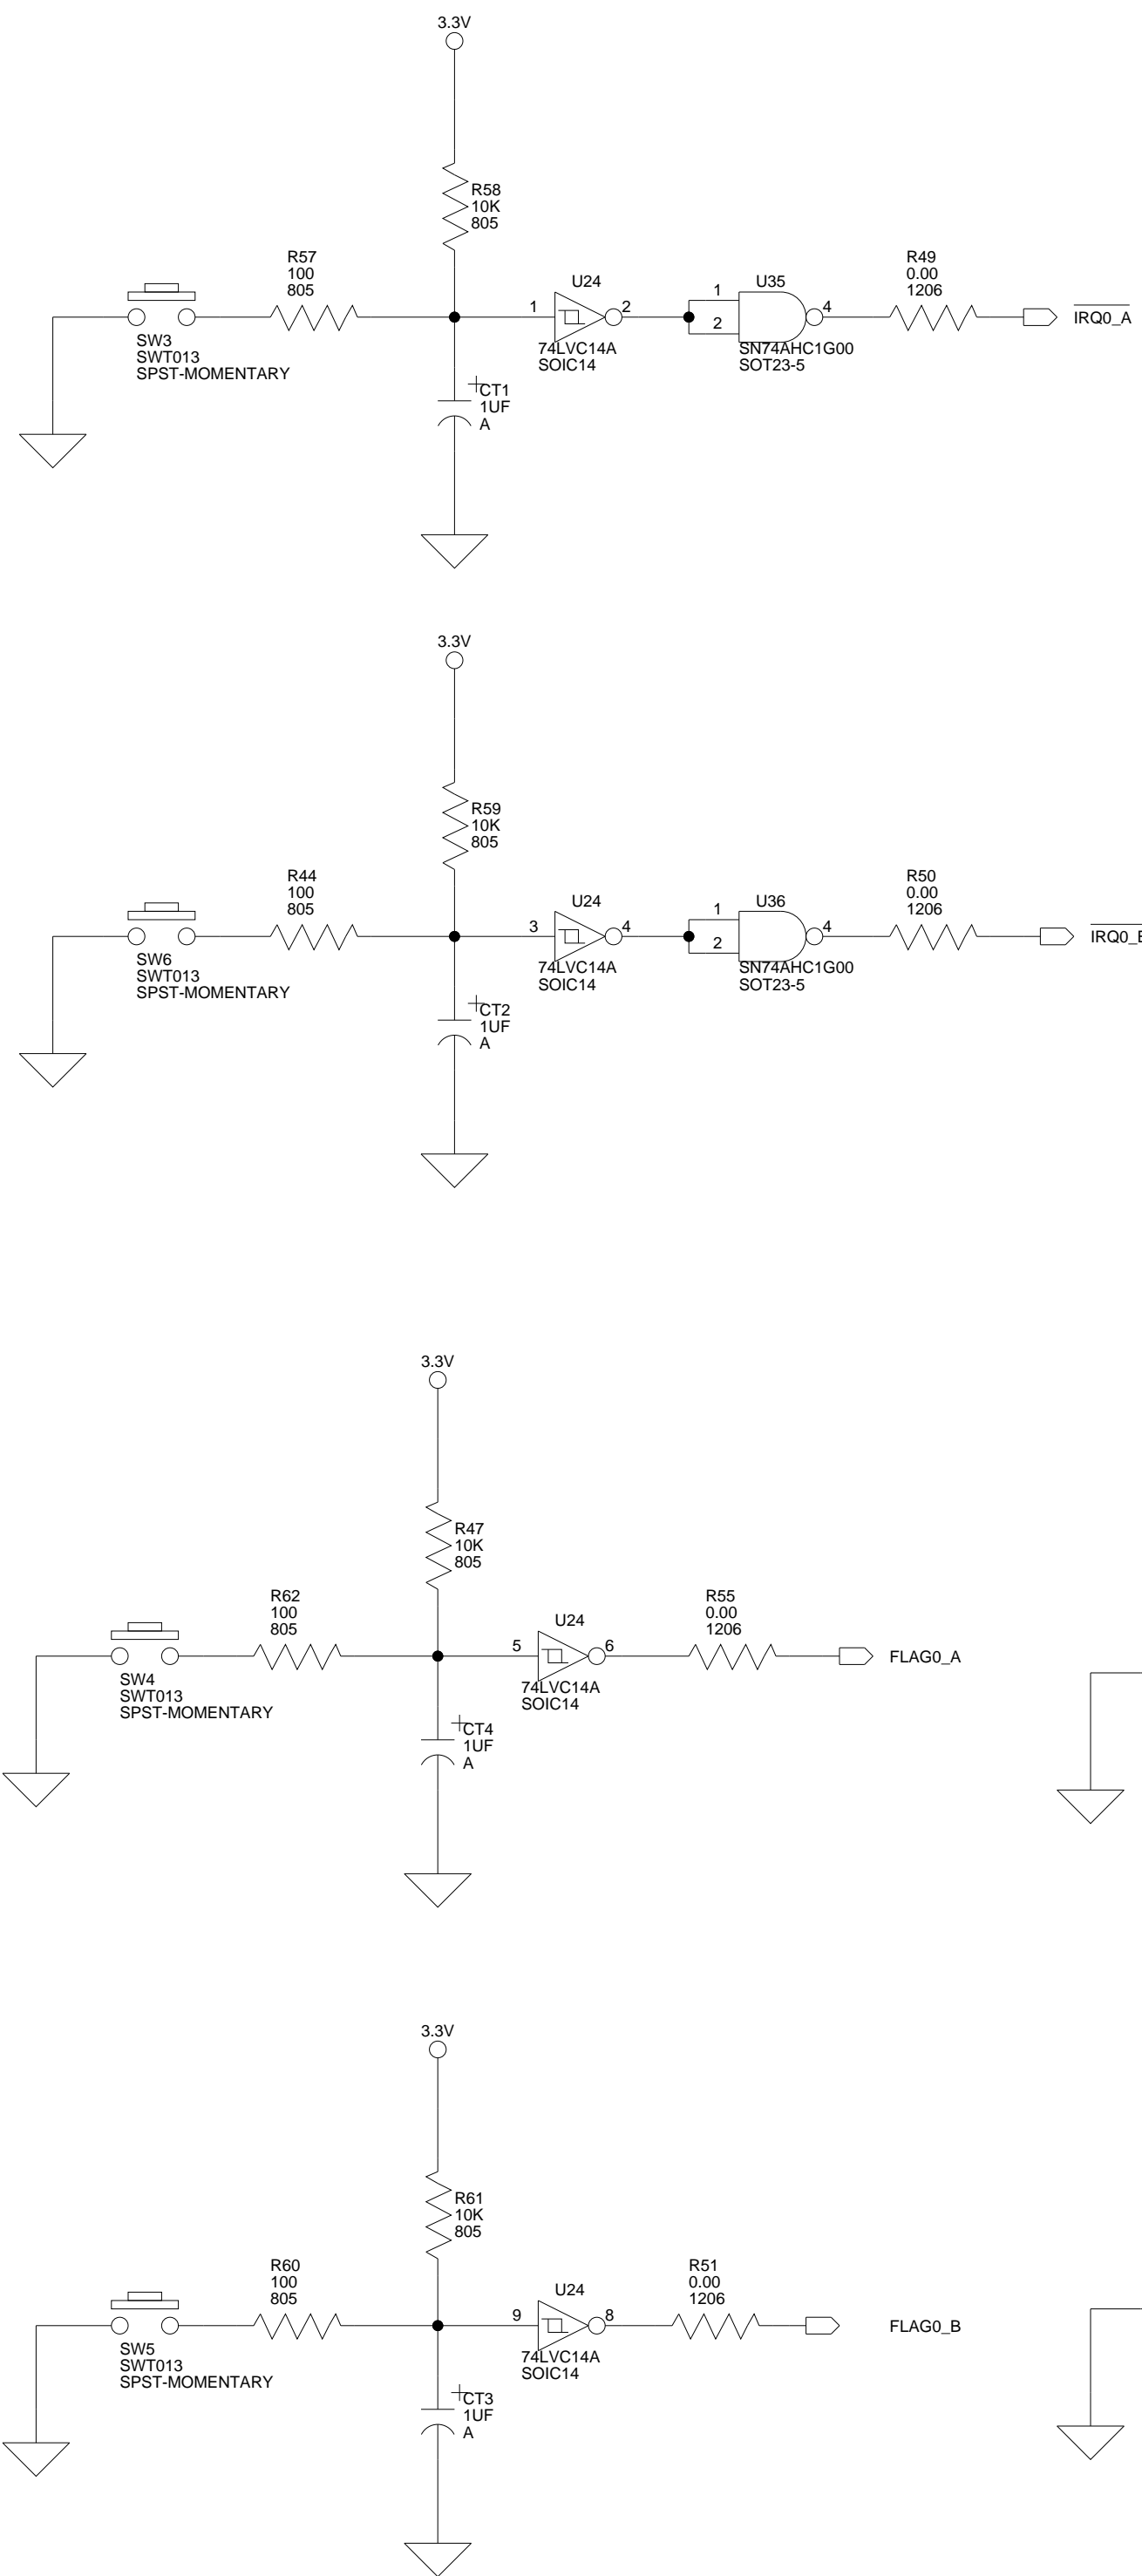 3.3V
R58
10K
805
R57
100
805
SW3
SWT013
SPST-MOMENTARY
1
U24
2
74LVC14A
SOIC14
1
2
U35
4
SN74AHC1G00
SOT23-5
R49
0.00
1206
IRQ0_A
CT1
1UF
A
3.3V
R59
10K
805
R44
100
805
SW6
SWT013
SPST-MOMENTARY
3
U24
4
74LVC14A
SOIC14
1
2
U36
4
SN74AHC1G00
SOT23-5
R50
0.00
1206
CT2
1UF
A
3.3V
R47
10K
805
R62
100
805
SW4
SWT013
SPST-MOMENTARY
5
U24
6
74LVC14A
SOIC14
R55
0.00
1206
FLAG0_A
CT4
1UF
A
3.3V
R61
10K
805
R60
100
805
SW5
SWT013
SPST-MOMENTARY
9
U24
8
74LVC14A
SOIC14
R51
0.00
1206
FLAG0_B
CT3
1UF
A